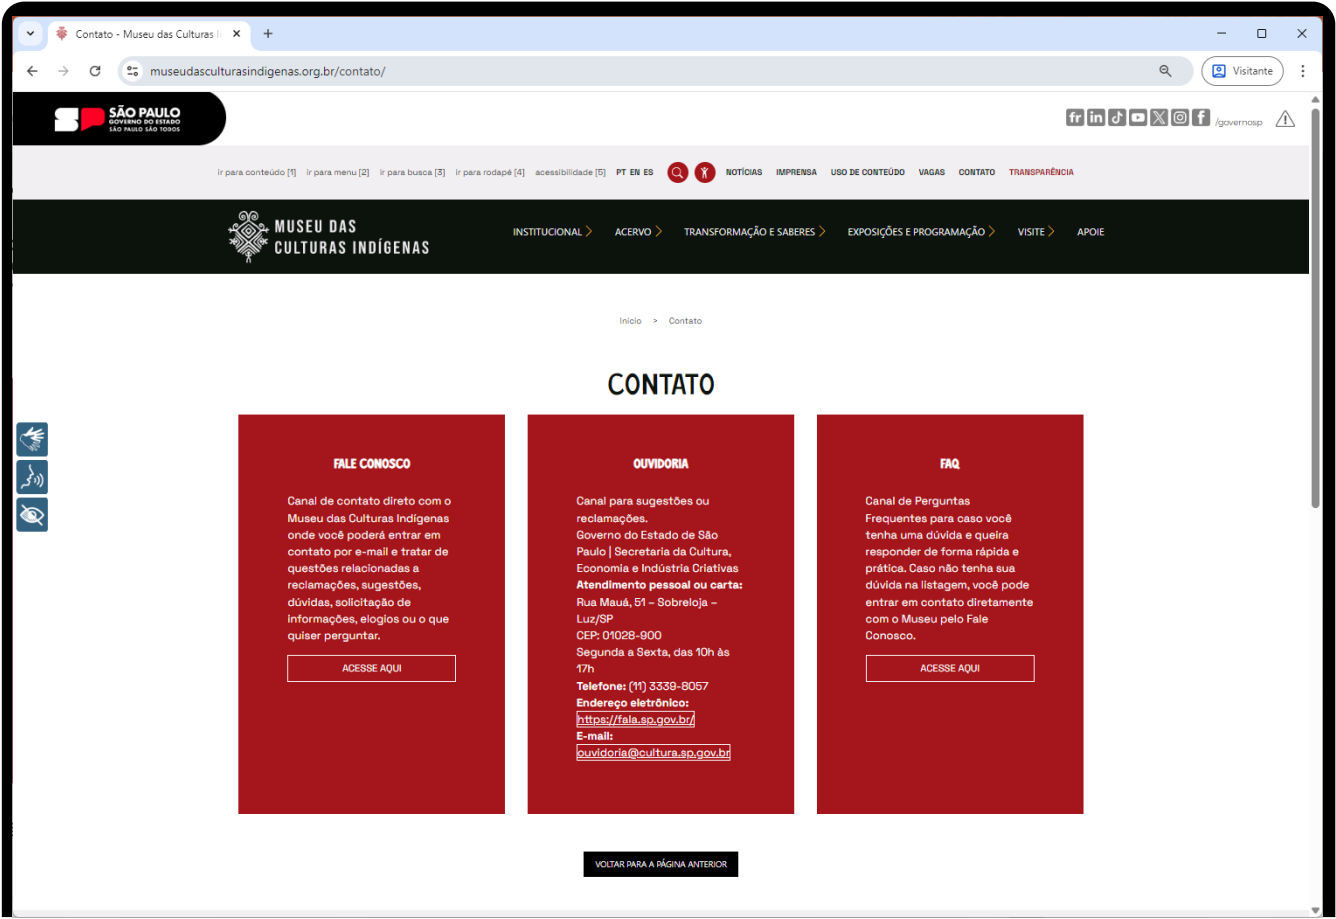 Contato - Museu das Culturas I
museudasculturasindigenas.org.br/contato/
Visitante
SÃO PAULO
GOVERNO DO ESTADO
SÃO PAULO SÃO TODOS
/governosp
ir para conteúdo [1] ir para menu [2] ir para busca [3] ir para rodapé [4] acessibilidade [5] PT EN ES NOTÍCIAS IMPRENSA USO DE CONTEÚDO VAGAS CONTATO TRANSPARÊNCIA
MUSEU DAS
CULTURAS INDÍGENAS
INSTITUCIONAL > ACERVO > TRANSFORMAÇÃO E SABERES > EXPOSIÇÕES E PROGRAMAÇÃO > VISITE > APOIE
Início > Contato
CONTATO
FALE CONOSCO
Canal de contato direto com o
Museu das Culturas Indígenas
onde você poderá entrar em
contato por e-mail e tratar de
questões relacionadas a
reclamações, sugestões,
dúvidas, solicitação de
informações, elogios ou o que
quiser perguntar.
ACESSE AQUI
OUVIDORIA
Canal para sugestões ou
reclamações.
Governo do Estado de São
Paulo | Secretaria da Cultura,
Economia e Indústria Criativas
Atendimento pessoal ou carta:
Rua Mauá, 51 – Sobreloja –
Luz/SP
CEP: 01028-900
Segunda a Sexta, das 10h às
17h
Telefone: (11) 3339-8057
Endereço eletrônico:
https://fala.sp.gov.br/
E-mail:
ouvidoria@cultura.sp.gov.br
FAQ
Canal de Perguntas
Frequentes para caso você
tenha uma dúvida e queira
responder de forma rápida e
prática. Caso não tenha sua
dúvida na listagem, você pode
entrar em contato diretamente
com o Museu pelo Fale
Conosco.
ACESSE AQUI
VOLTAR PARA A PÁGINA ANTERIOR